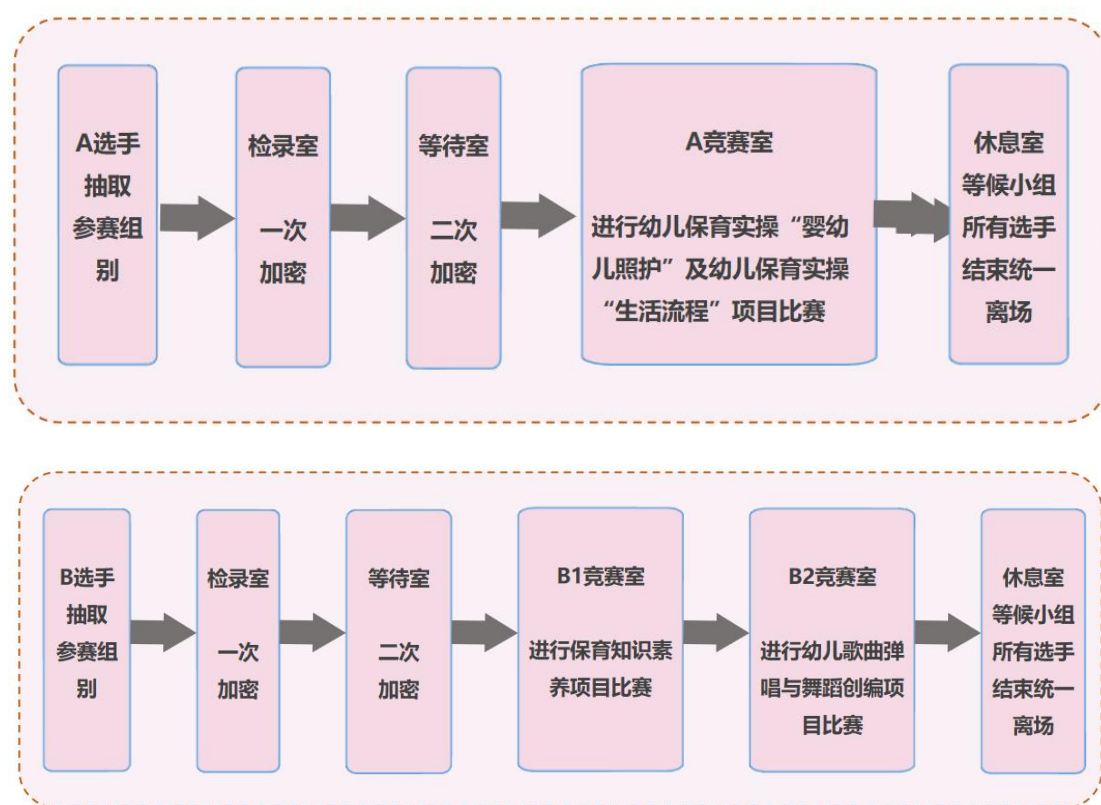 A选手
抽取
参赛组
别
检录室
一次
加密
等待室
二次
加密
A竞赛室
进行幼儿保育实操“婴幼
儿照护”及幼儿保育实操
“生活流程”项目比赛
休息室
等候小组
所有选手
结束统一
离场
B选手
抽取
参赛组
别
检录室
一次
加密
等待室
二次
加密
B1竞赛室
进行保育知识素
养项目比赛
B2竞赛室
进行幼儿歌曲弹
唱与舞蹈创编项
目比赛
休息室
等候小组
所有选手
结束统一
离场